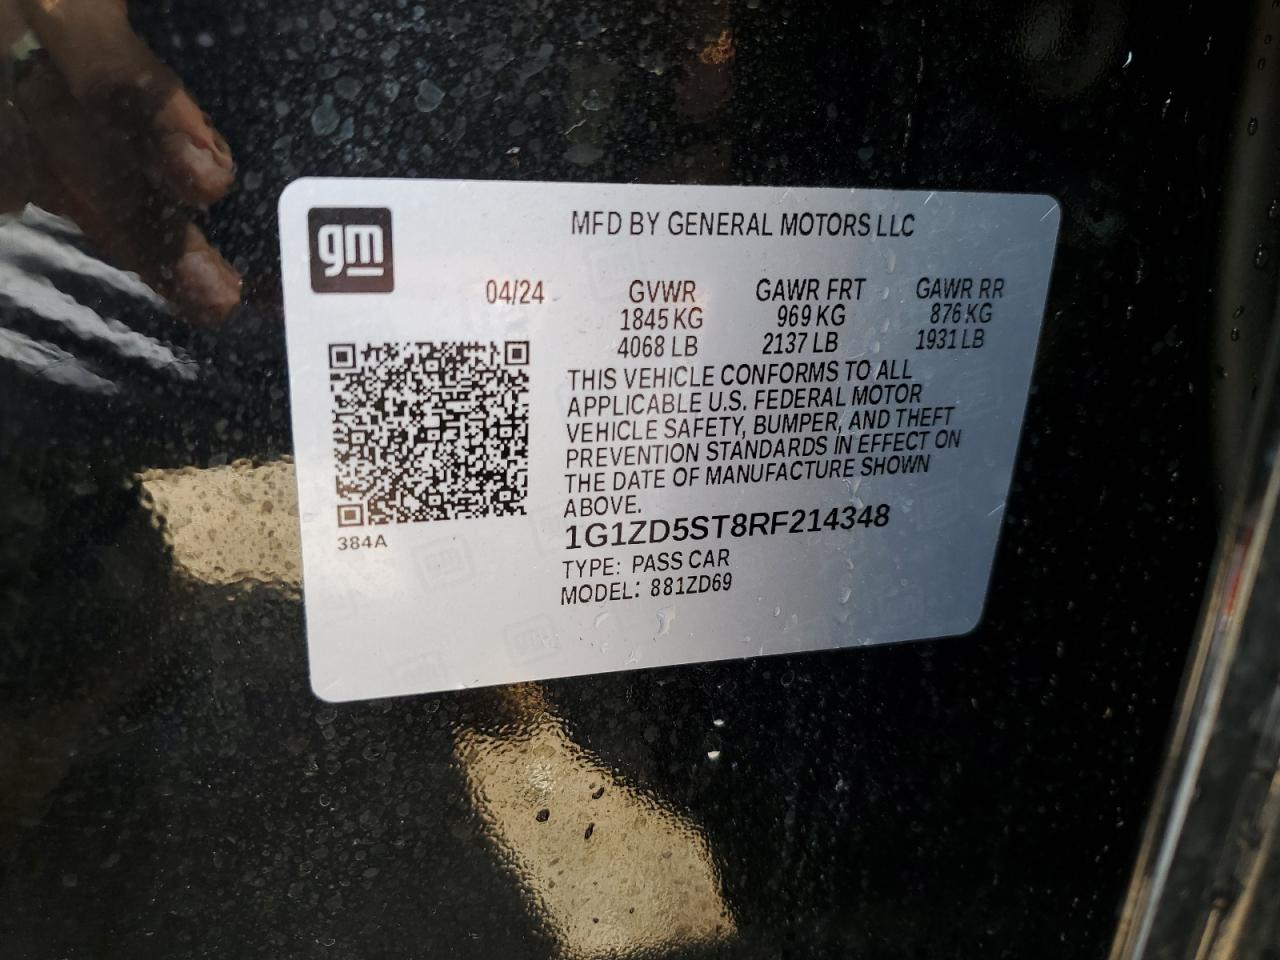 gm
MFD BY GENERAL MOTORS LLC
04/24 GVWR GAWR FRT GAWR RR
1845 KG 969 KG 876 KG
4068 LB 2137 LB 1931 LB
THIS VEHICLE CONFORMS TO ALL
APPLICABLE U.S. FEDERAL MOTOR
VEHICLE SAFETY, BUMPER, AND THEFT
PREVENTION STANDARDS IN EFFECT ON
THE DATE OF MANUFACTURE SHOWN
ABOVE.
384A
1G1ZD5ST8RF214348
TYPE: PASS CAR
MODEL: 881ZD69